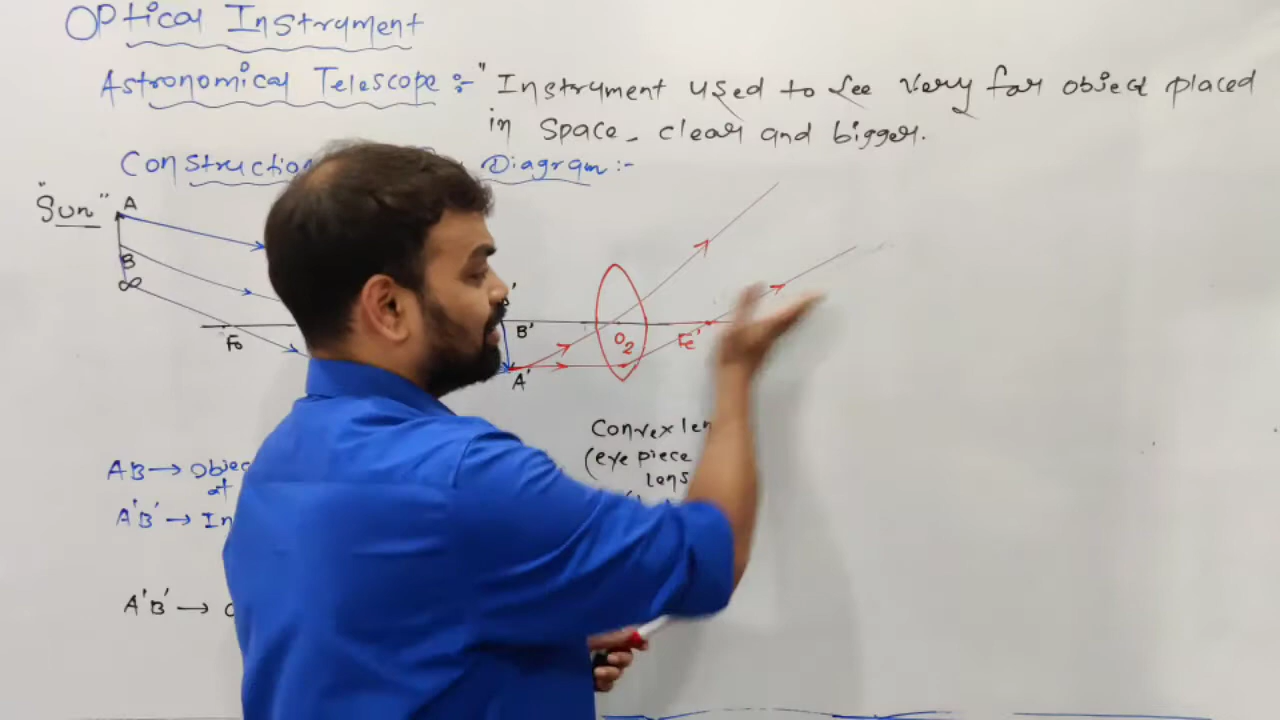 Optical Instrument
Astronomical Telescope :- "Instrument used to see very far object placed
in space_ clear and bigger.
Construction Diagram :-
"Sun" A
B
∞
Fo
B'
A'
O2
Fe'
Convex len
(eye piece
lens
AB → Objec
at
A'B' → In
A'B' →